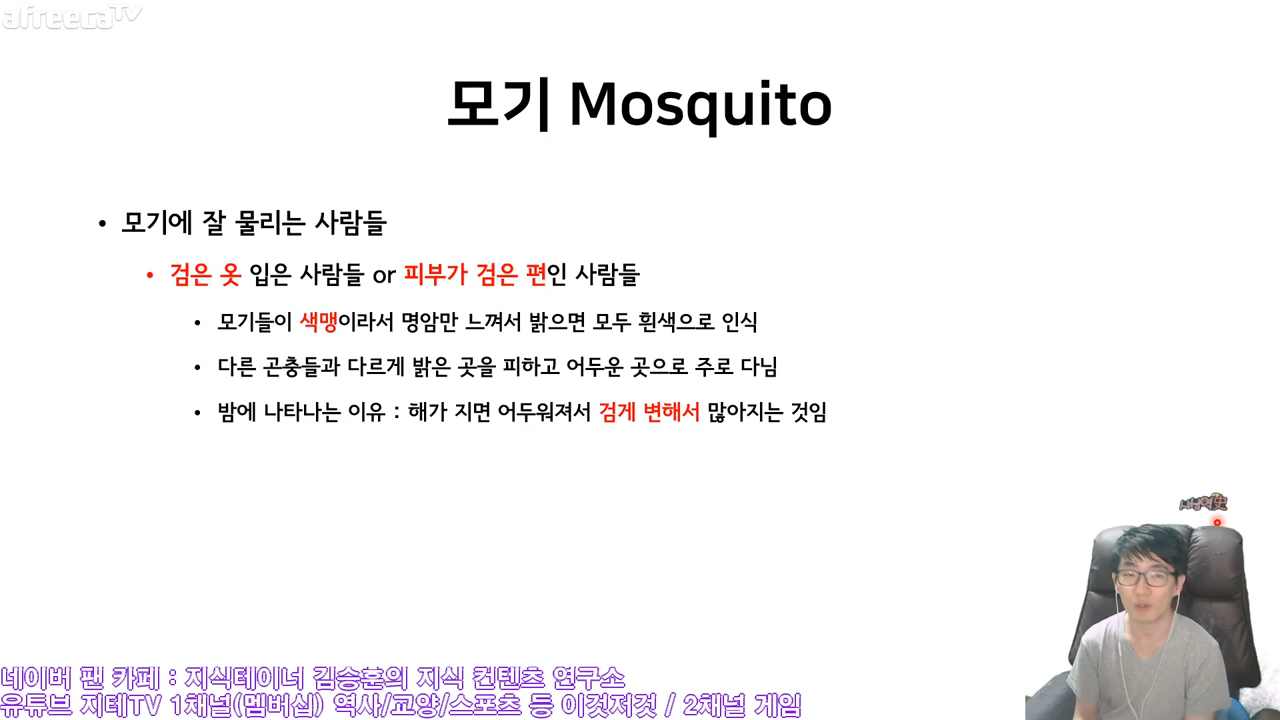 afreecaTV
모기 Mosquito
• 모기에 잘 물리는 사람들
• 검은 옷 입은 사람들 or 피부가 검은 편인 사람들
• 모기들이 색맹이라서 명암만 느껴서 밝으면 모두 흰색으로 인식
• 다른 곤충들과 다르게 밝은 곳을 피하고 어두운 곳으로 주로 다님
• 밤에 나타나는 이유 : 해가 지면 어두워져서 검게 변해서 많아지는 것임
네이버 팬 카페 : 지식테이너 김승훈의 지식 컨텐츠 연구소
유튜브 지테TV 1채널(멤버십) 역사/교양/스포츠 등 이것저것 / 2채널 게임